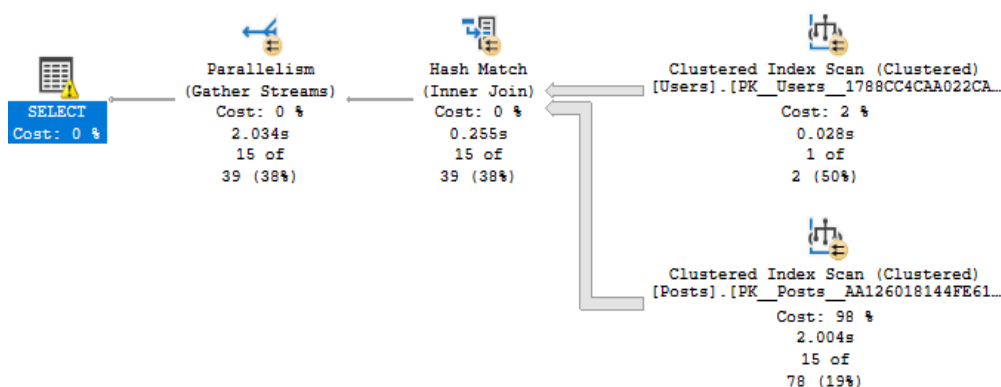 SELECT
Cost: 0 %
Parallelism
(Gather Streams)
Cost: 0 %
2.034s
15 of
39 (38%)
Hash Match
(Inner Join)
Cost: 0 %
0.255s
15 of
39 (38%)
Clustered Index Scan (Clustered)
[Users].[PK__Users__1788CC4CAA022CA…
Cost: 2 %
0.028s
1 of
2 (50%)
Clustered Index Scan (Clustered)
[Posts].[PK__Posts__AA126018144FE61…
Cost: 98 %
2.004s
15 of
78 (19%)